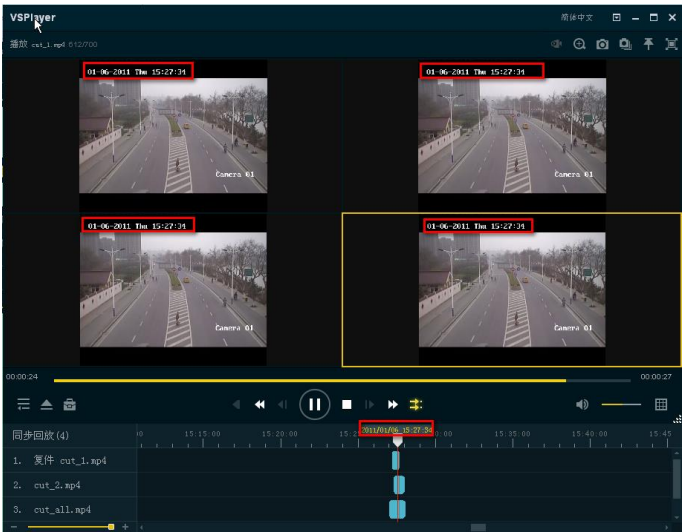 VSPlayer 简体中文
播放 cut_1.mp4 612/700
01-06-2011 Thu 15:27:34
Camera 01
01-06-2011 Thu 15:27:34
Camera 01
01-06-2011 Thu 15:27:34
Camera 01
01-06-2011 Thu 15:27:34
Camera 01
00:00:24 00:00:27
同步回放(4) 15:15:00 15:20:00 2011/01/06 15:27:34 15:35:00 15:40:00 15:45
1. 复件 cut_1.mp4
2. cut_2.mp4
3. cut_all.mp4